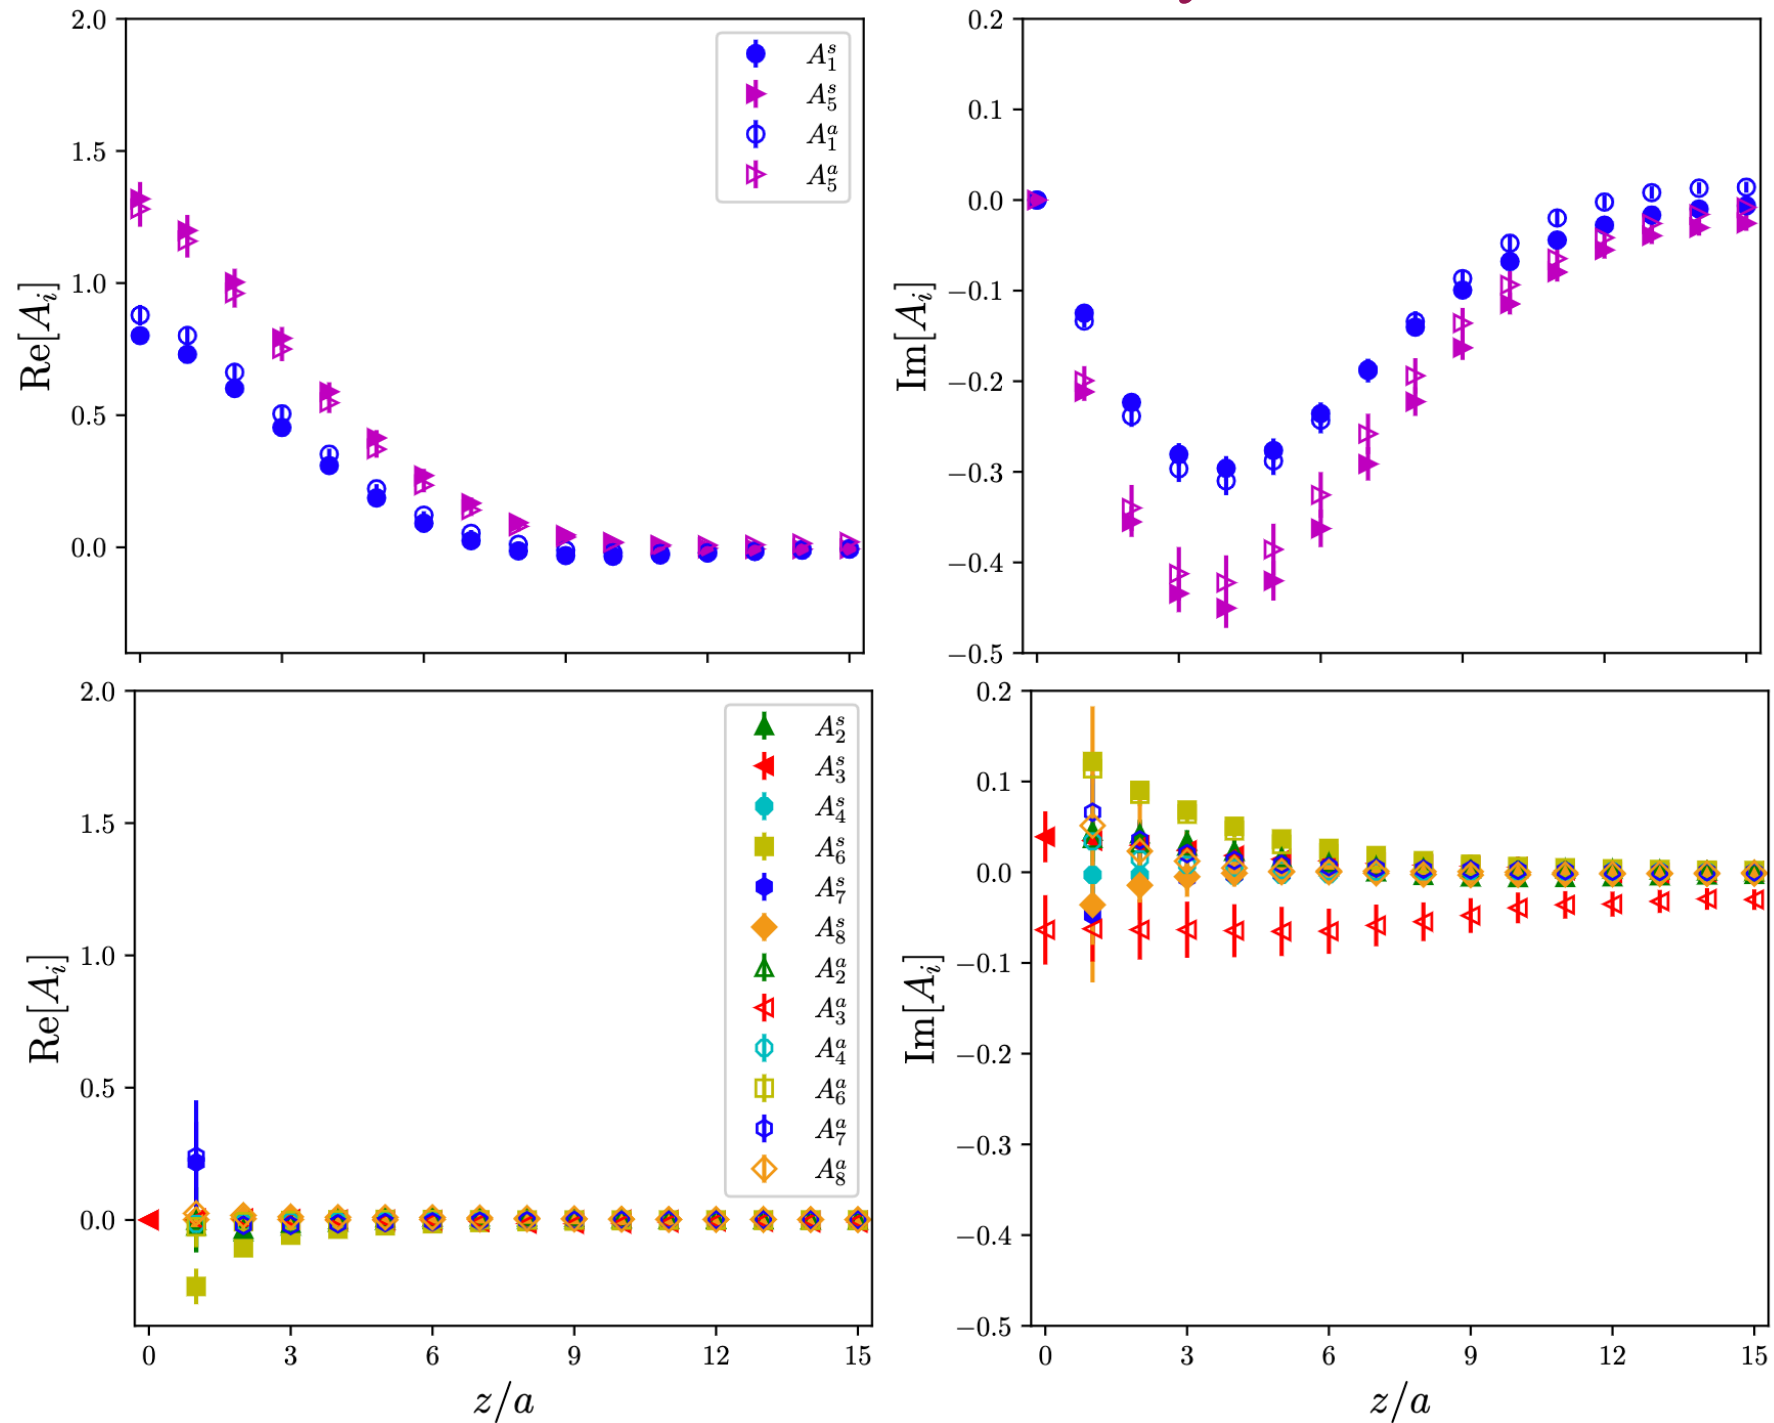 2.0
1.5
1.0
0.5
0.0
Re[A_i]
A_1^s
A_5^s
A_1^a
A_5^a
0.2
0.1
0.0
−0.1
−0.2
−0.3
−0.4
−0.5
Im[A_i]
2.0
1.5
1.0
0.5
0.0
Re[A_i]
A_2^s
A_3^s
A_4^s
A_6^s
A_7^s
A_8^s
A_2^a
A_3^a
A_4^a
A_6^a
A_7^a
A_8^a
0 3 6 9 12 15
z/a
0.2
0.1
0.0
−0.1
−0.2
−0.3
−0.4
−0.5
Im[A_i]
0 3 6 9 12 15
z/a